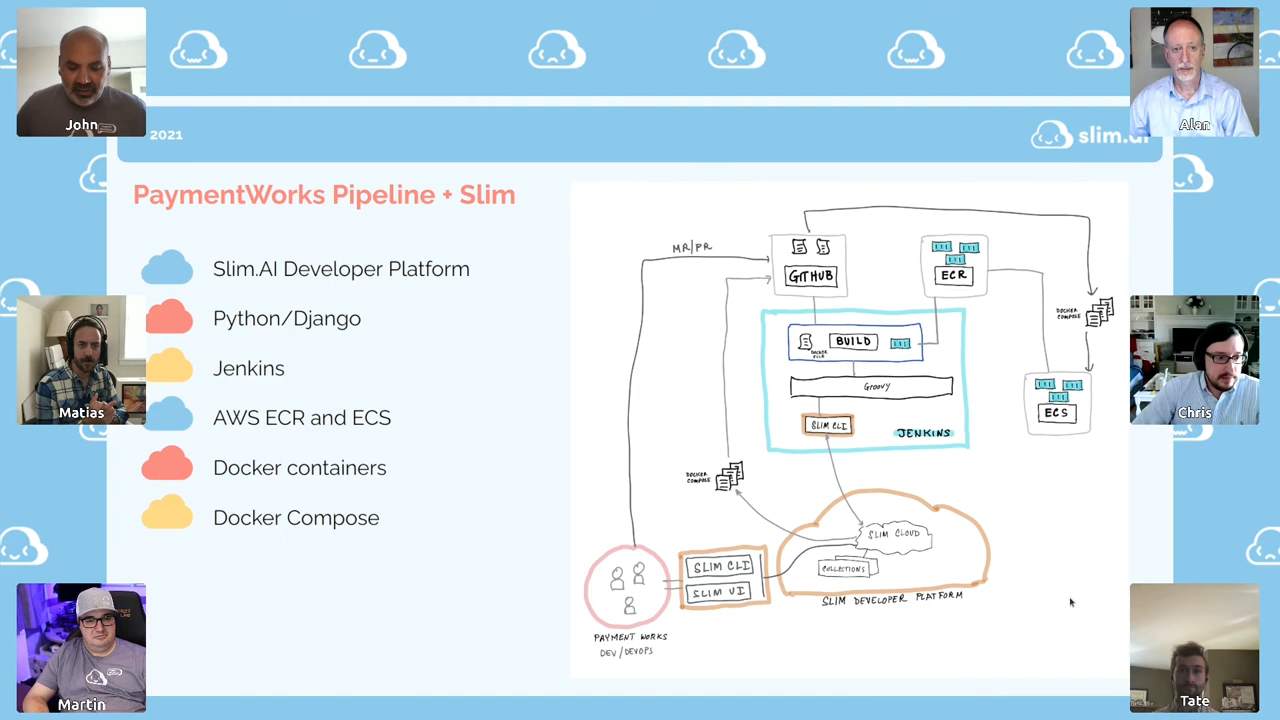 John
Alan
2021
slim.ai
PaymentWorks Pipeline + Slim
Slim.AI Developer Platform
Python/Django
Jenkins
AWS ECR and ECS
Docker containers
Docker Compose
MR/PR
GITHUB
ECR
DOCKER
COMPOSE
DOCKER
FILE
BUILD
GROOVY
SLIM CLI
JENKINS
ECS
DOCKER
COMPOSE
SLIM CLOUD
COLLECTIONS
SLIM CLI
SLIM UI
SLIM DEVELOPER PLATFORM
PAYMENT WORKS
DEV/DEVOPS
Matias
Chris
Martin
Tate